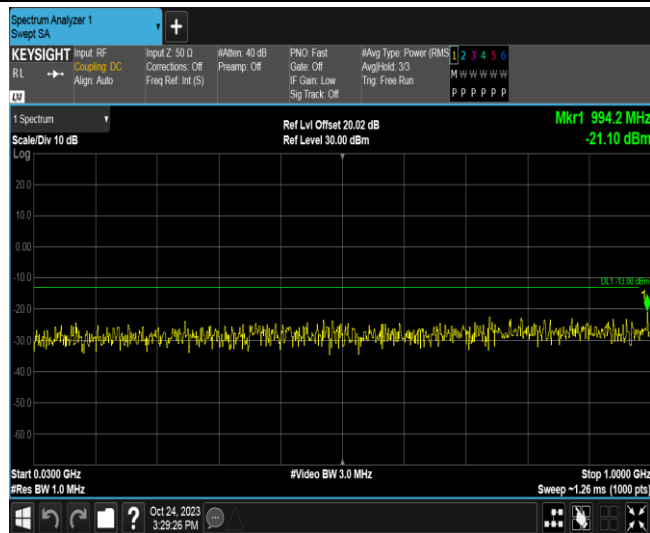 Spectrum Analyzer 1
Swept SA
KEYSIGHT Input: RF Input Z: 50 Ω #Atten: 40 dB PNO: Fast #Avg Type: Power (RMS 1 2 3 4 5 6
RL Coupling: DC Corrections: Off Preamp: Off Gate: Off Avg|Hold: 3/3 M W W W W W
Align: Auto Freq Ref: Int (S) IF Gain: Low Trig: Free Run
Sig Track: Off P P P P P P
1 Spectrum Ref Lvl Offset 20.02 dB Mkr1 994.2 MHz
Scale/Div 10 dB Ref Level 30.00 dBm -21.10 dBm
Log
20.0
10.0
0.00
-10.0
DL1 -13.00 dBm
-20.0
-30.0
-40.0
-50.0
-60.0
Start 0.0300 GHz #Video BW 3.0 MHz Stop 1.0000 GHz
#Res BW 1.0 MHz Sweep ~1.26 ms (1000 pts)
? Oct 24, 2023
3:29:26 PM